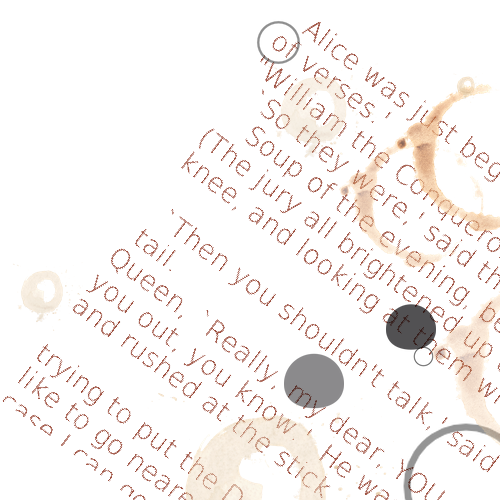 Alice was just beg
of verses.'
"William the Conquero
'So they were,' said th
Soup of the evening, b
(The jury all brightened up
knee, and looking at them w
'Then you shouldn't talk,' said
tail.
Queen, 'Really, my dear, YOU
you out, you know.' He wa
and rushed at the stick
trying to put the D
like to go neare
case I can go